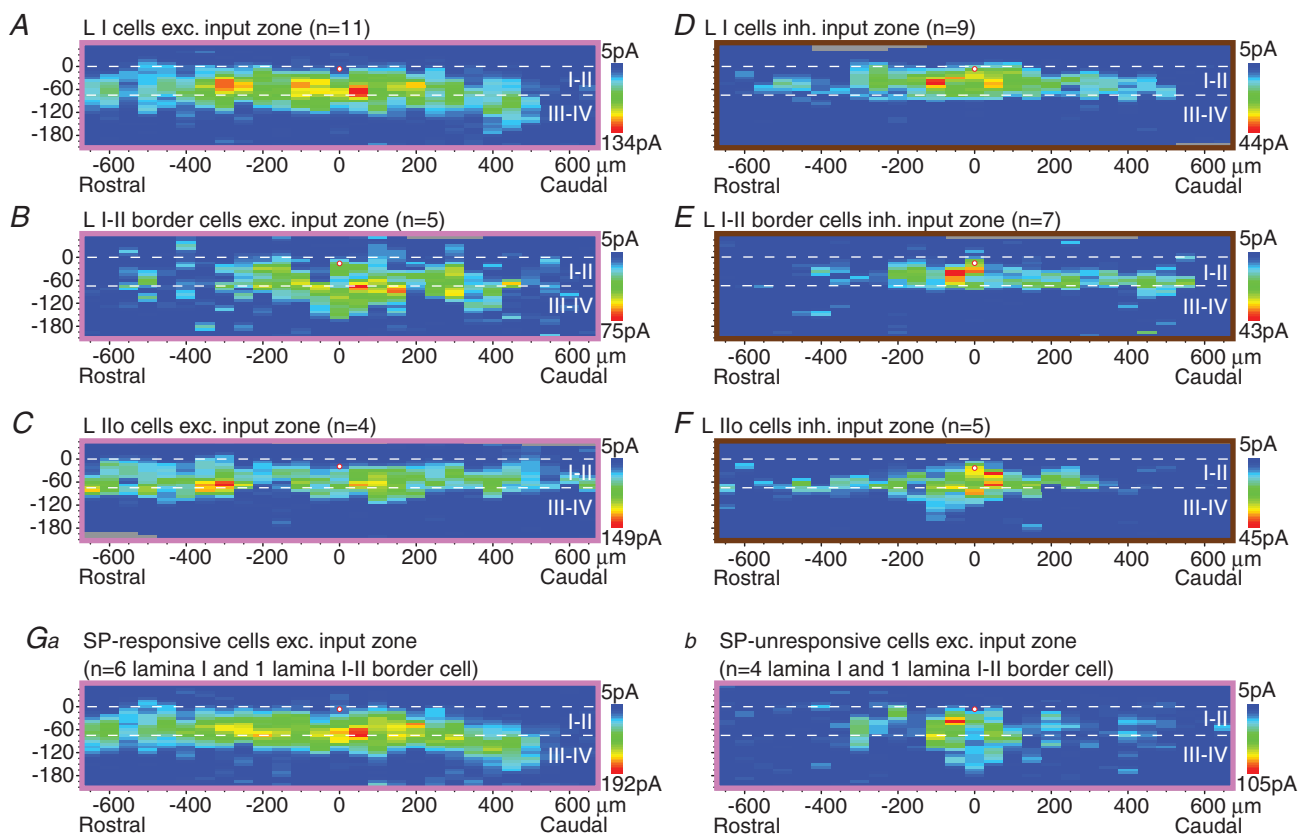 A L I cells exc. input zone (n=11)
5pA
0
-60
-120
-180
I-II
III-IV
134pA
-600 -400 -200 0 200 400 600 μm
Rostral Caudal
D L I cells inh. input zone (n=9)
5pA
I-II
III-IV
44pA
-600 -400 -200 0 200 400 600 μm
Rostral Caudal
B L I-II border cells exc. input zone (n=5)
5pA
0
-60
-120
-180
I-II
III-IV
75pA
-600 -400 -200 0 200 400 600 μm
Rostral Caudal
E L I-II border cells inh. input zone (n=7)
5pA
I-II
III-IV
43pA
-600 -400 -200 0 200 400 600 μm
Rostral Caudal
C L IIo cells exc. input zone (n=4)
5pA
0
-60
-120
-180
I-II
III-IV
149pA
-600 -400 -200 0 200 400 600 μm
Rostral Caudal
F L IIo cells inh. input zone (n=5)
5pA
I-II
III-IV
45pA
-600 -400 -200 0 200 400 600 μm
Rostral Caudal
Ga SP-responsive cells exc. input zone
(n=6 lamina I and 1 lamina I-II border cell)
5pA
0
-60
-120
-180
I-II
III-IV
192pA
-600 -400 -200 0 200 400 600 μm
Rostral Caudal
b SP-unresponsive cells exc. input zone
(n=4 lamina I and 1 lamina I-II border cell)
5pA
I-II
III-IV
105pA
-600 -400 -200 0 200 400 600 μm
Rostral Caudal